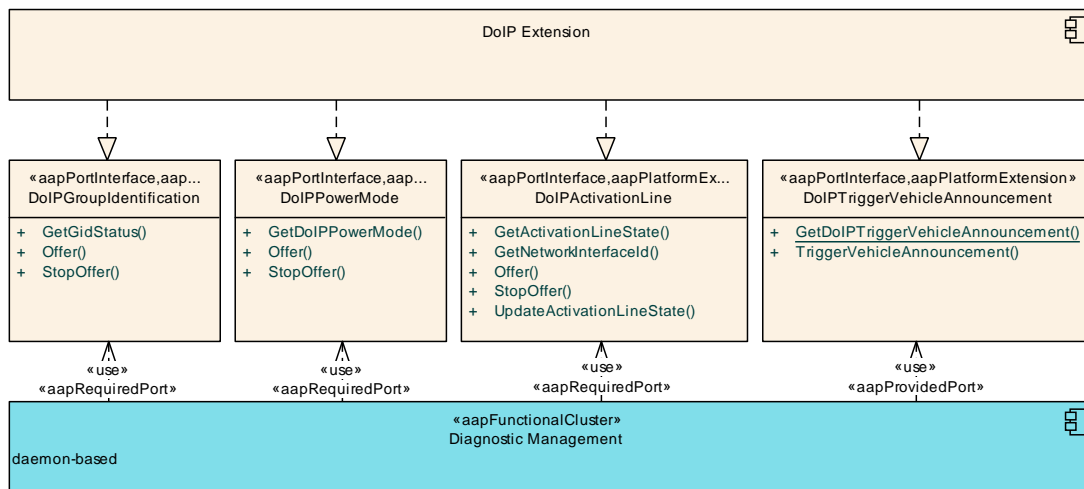 DoIP Extension
«aapPortInterface,aap...
DoIPGroupIdentification
+ GetGidStatus()
+ Offer()
+ StopOffer()
«aapPortInterface,aap...
DoIPPowerMode
+ GetDoIPPowerMode()
+ Offer()
+ StopOffer()
«aapPortInterface,aapPlatformEx...
DoIPActivationLine
+ GetActivationLineState()
+ GetNetworkInterfaceId()
+ Offer()
+ StopOffer()
+ UpdateActivationLineState()
«aapPortInterface,aapPlatformExtension»
DoIPTriggerVehicleAnnouncement
+ GetDoIPTriggerVehicleAnnouncement()
+ TriggerVehicleAnnouncement()
«use»
«aapRequiredPort»
«use»
«aapRequiredPort»
«use»
«aapRequiredPort»
«use»
«aapProvidedPort»
«aapFunctionalCluster»
Diagnostic Management
daemon-based